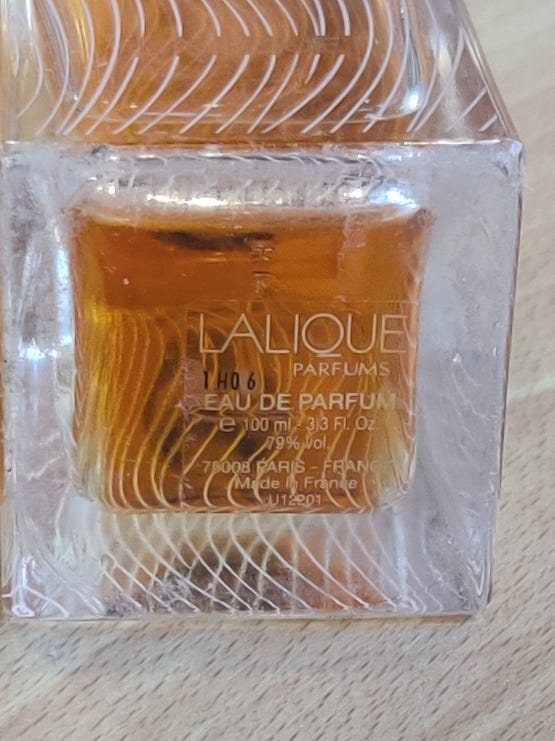 LALIQUE
PARFUMS
1H06
EAU DE PARFUM
e 100 ml - 3,3 Fl. Oz
79% vol.
75008 PARIS - FRANCE
Made in France
U12201